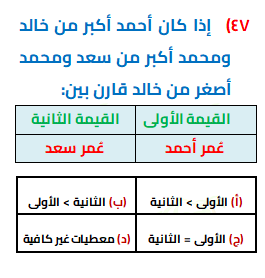 ٤٧) إذا كان أحمد أكبر من خالد
ومحمد أكبر من سعد ومحمد
أصغر من خالد قارن بين:
القيمة الأولى القيمة الثانية
عُمر أحمد عُمر سعد
(أ) الأولى > الثانية (ب) الثانية > الأولى
(ج) الأولى = الثانية (د) معطيات غير كافية